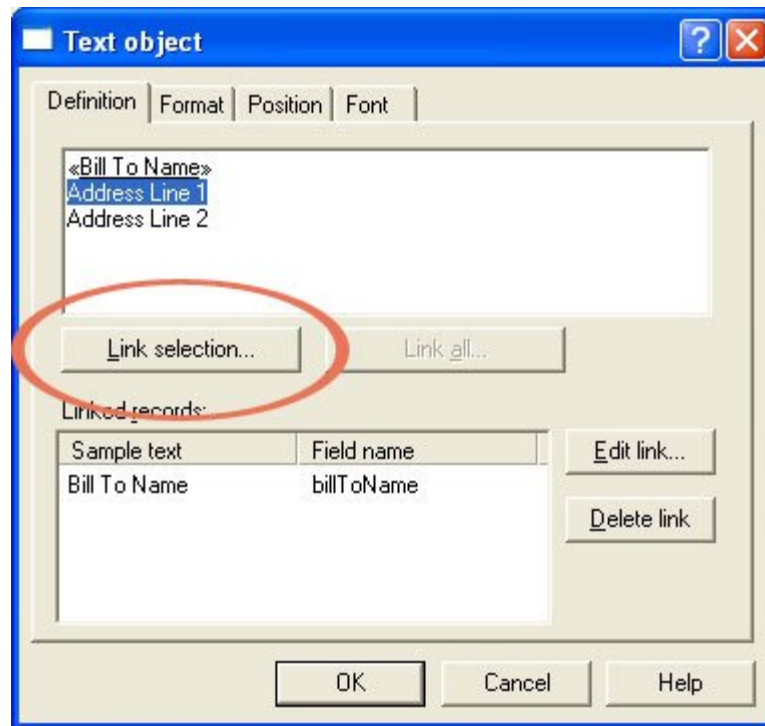 Text object
Definition Format Position Font
«Bill To Name»
Address Line 1
Address Line 2
Link selection... Link all...
Linked records:
Sample text Field name Edit link...
Bill To Name billToName
Delete link
OK Cancel Help